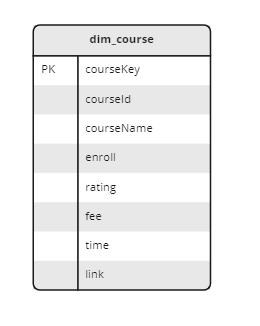 dim_course
PK courseKey
courseId
courseName
enroll
rating
fee
time
link